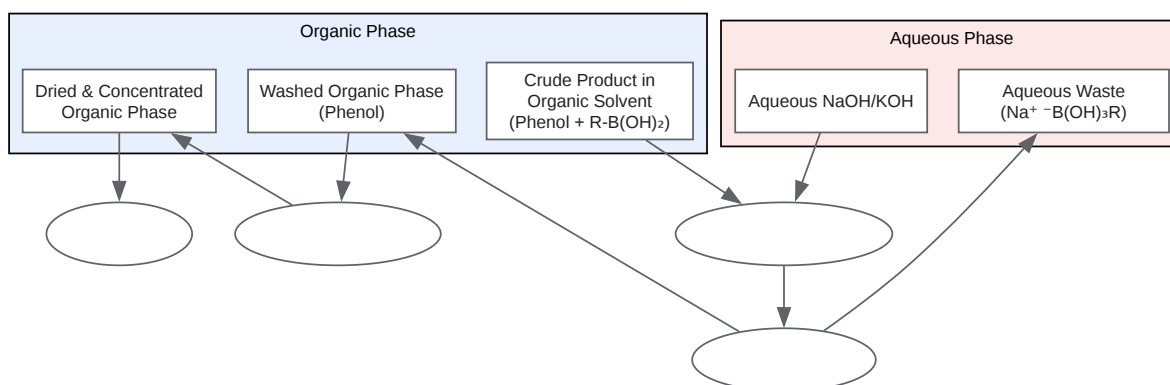 Organic Phase
Aqueous Phase
Dried & Concentrated
Organic Phase
Washed Organic Phase
(Phenol)
Crude Product in
Organic Solvent
(Phenol + R-B(OH)₂)
Aqueous NaOH/KOH
Aqueous Waste
(Na⁺ ⁻B(OH)₃R)